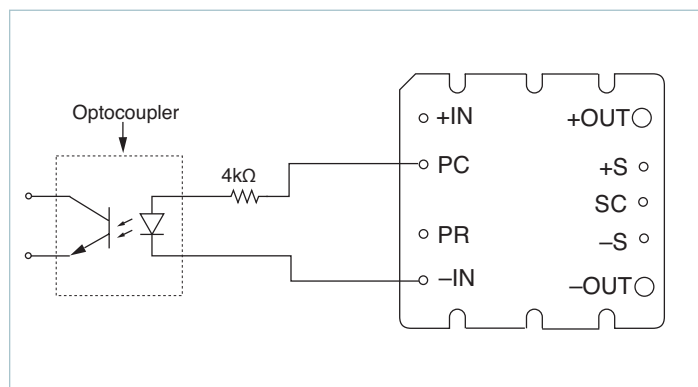 Optocoupler
4kΩ
+IN
PC
PR
–IN
+OUT
+S
SC
–S
–OUT